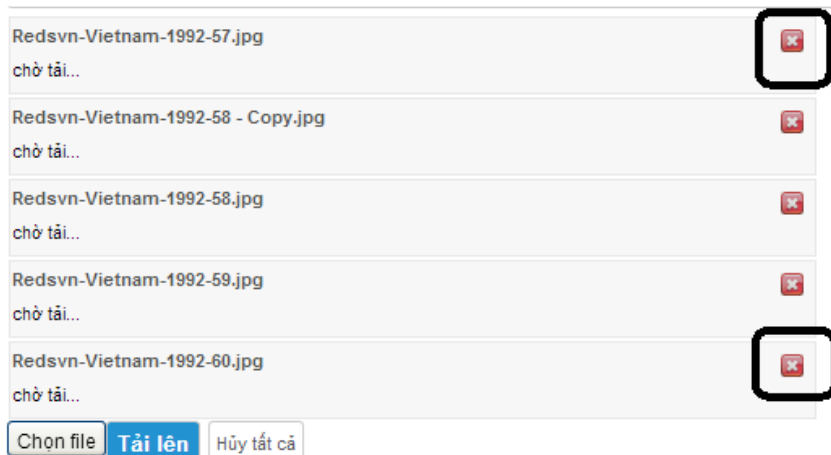 Redsvn-Vietnam-1992-57.jpg
chờ tải...
Redsvn-Vietnam-1992-58 - Copy.jpg
chờ tải...
Redsvn-Vietnam-1992-58.jpg
chờ tải...
Redsvn-Vietnam-1992-59.jpg
chờ tải...
Redsvn-Vietnam-1992-60.jpg
chờ tải...
Chọn file Tải lên Hủy tất cả